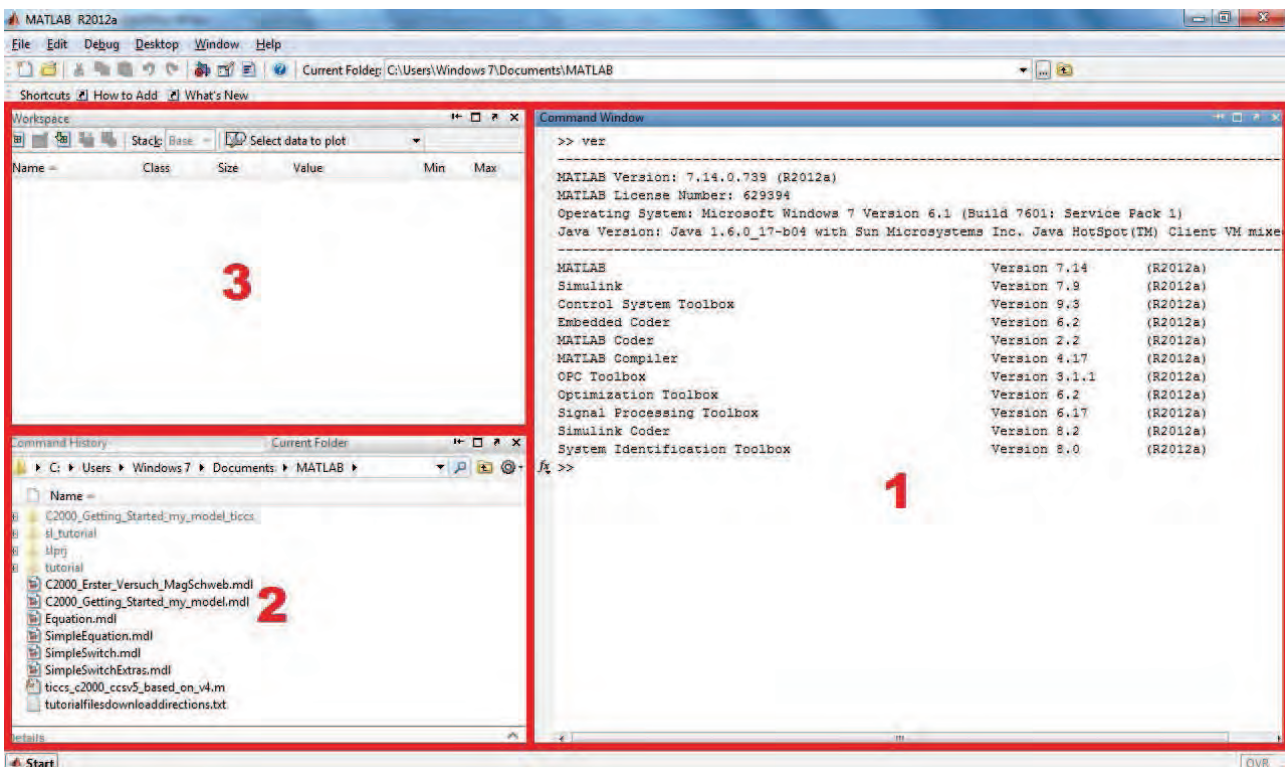 MATLAB R2012a
File Edit Debug Desktop Window Help
Current Folder: C:\Users\Windows 7\Documents\MATLAB
Shortcuts How to Add What's New
Workspace
Stack: Base Select data to plot
Name Class Size Value Min Max
3
Command History Current Folder
C: Users Windows 7 Documents MATLAB
Name
C2000_Getting_Started_my_model_ticcs
sl_tutorial
slprj
tutorial
C2000_Erster_Versuch_MagSchweb.mdl
C2000_Getting_Started_my_model.mdl
Equation.mdl
SimpleEquation.mdl
SimpleSwitch.mdl
SimpleSwitchExtras.mdl
ticcs_c2000_ccsv5_based_on_v4.m
tutorialfilesdownloaddirections.txt
2
Details
Command Window
>> ver
-------------------------------------------------------------------------------------
MATLAB Version: 7.14.0.739 (R2012a)
MATLAB License Number: 629394
Operating System: Microsoft Windows 7 Version 6.1 (Build 7601: Service Pack 1)
Java Version: Java 1.6.0_17-b04 with Sun Microsystems Inc. Java HotSpot(TM) Client VM mixe
-------------------------------------------------------------------------------------
MATLAB Version 7.14 (R2012a)
Simulink Version 7.9 (R2012a)
Control System Toolbox Version 9.3 (R2012a)
Embedded Coder Version 6.2 (R2012a)
MATLAB Coder Version 2.2 (R2012a)
MATLAB Compiler Version 4.17 (R2012a)
OPC Toolbox Version 3.1.1 (R2012a)
Optimization Toolbox Version 6.2 (R2012a)
Signal Processing Toolbox Version 6.17 (R2012a)
Simulink Coder Version 8.2 (R2012a)
System Identification Toolbox Version 8.0 (R2012a)
fx >>
1
Start
OVR